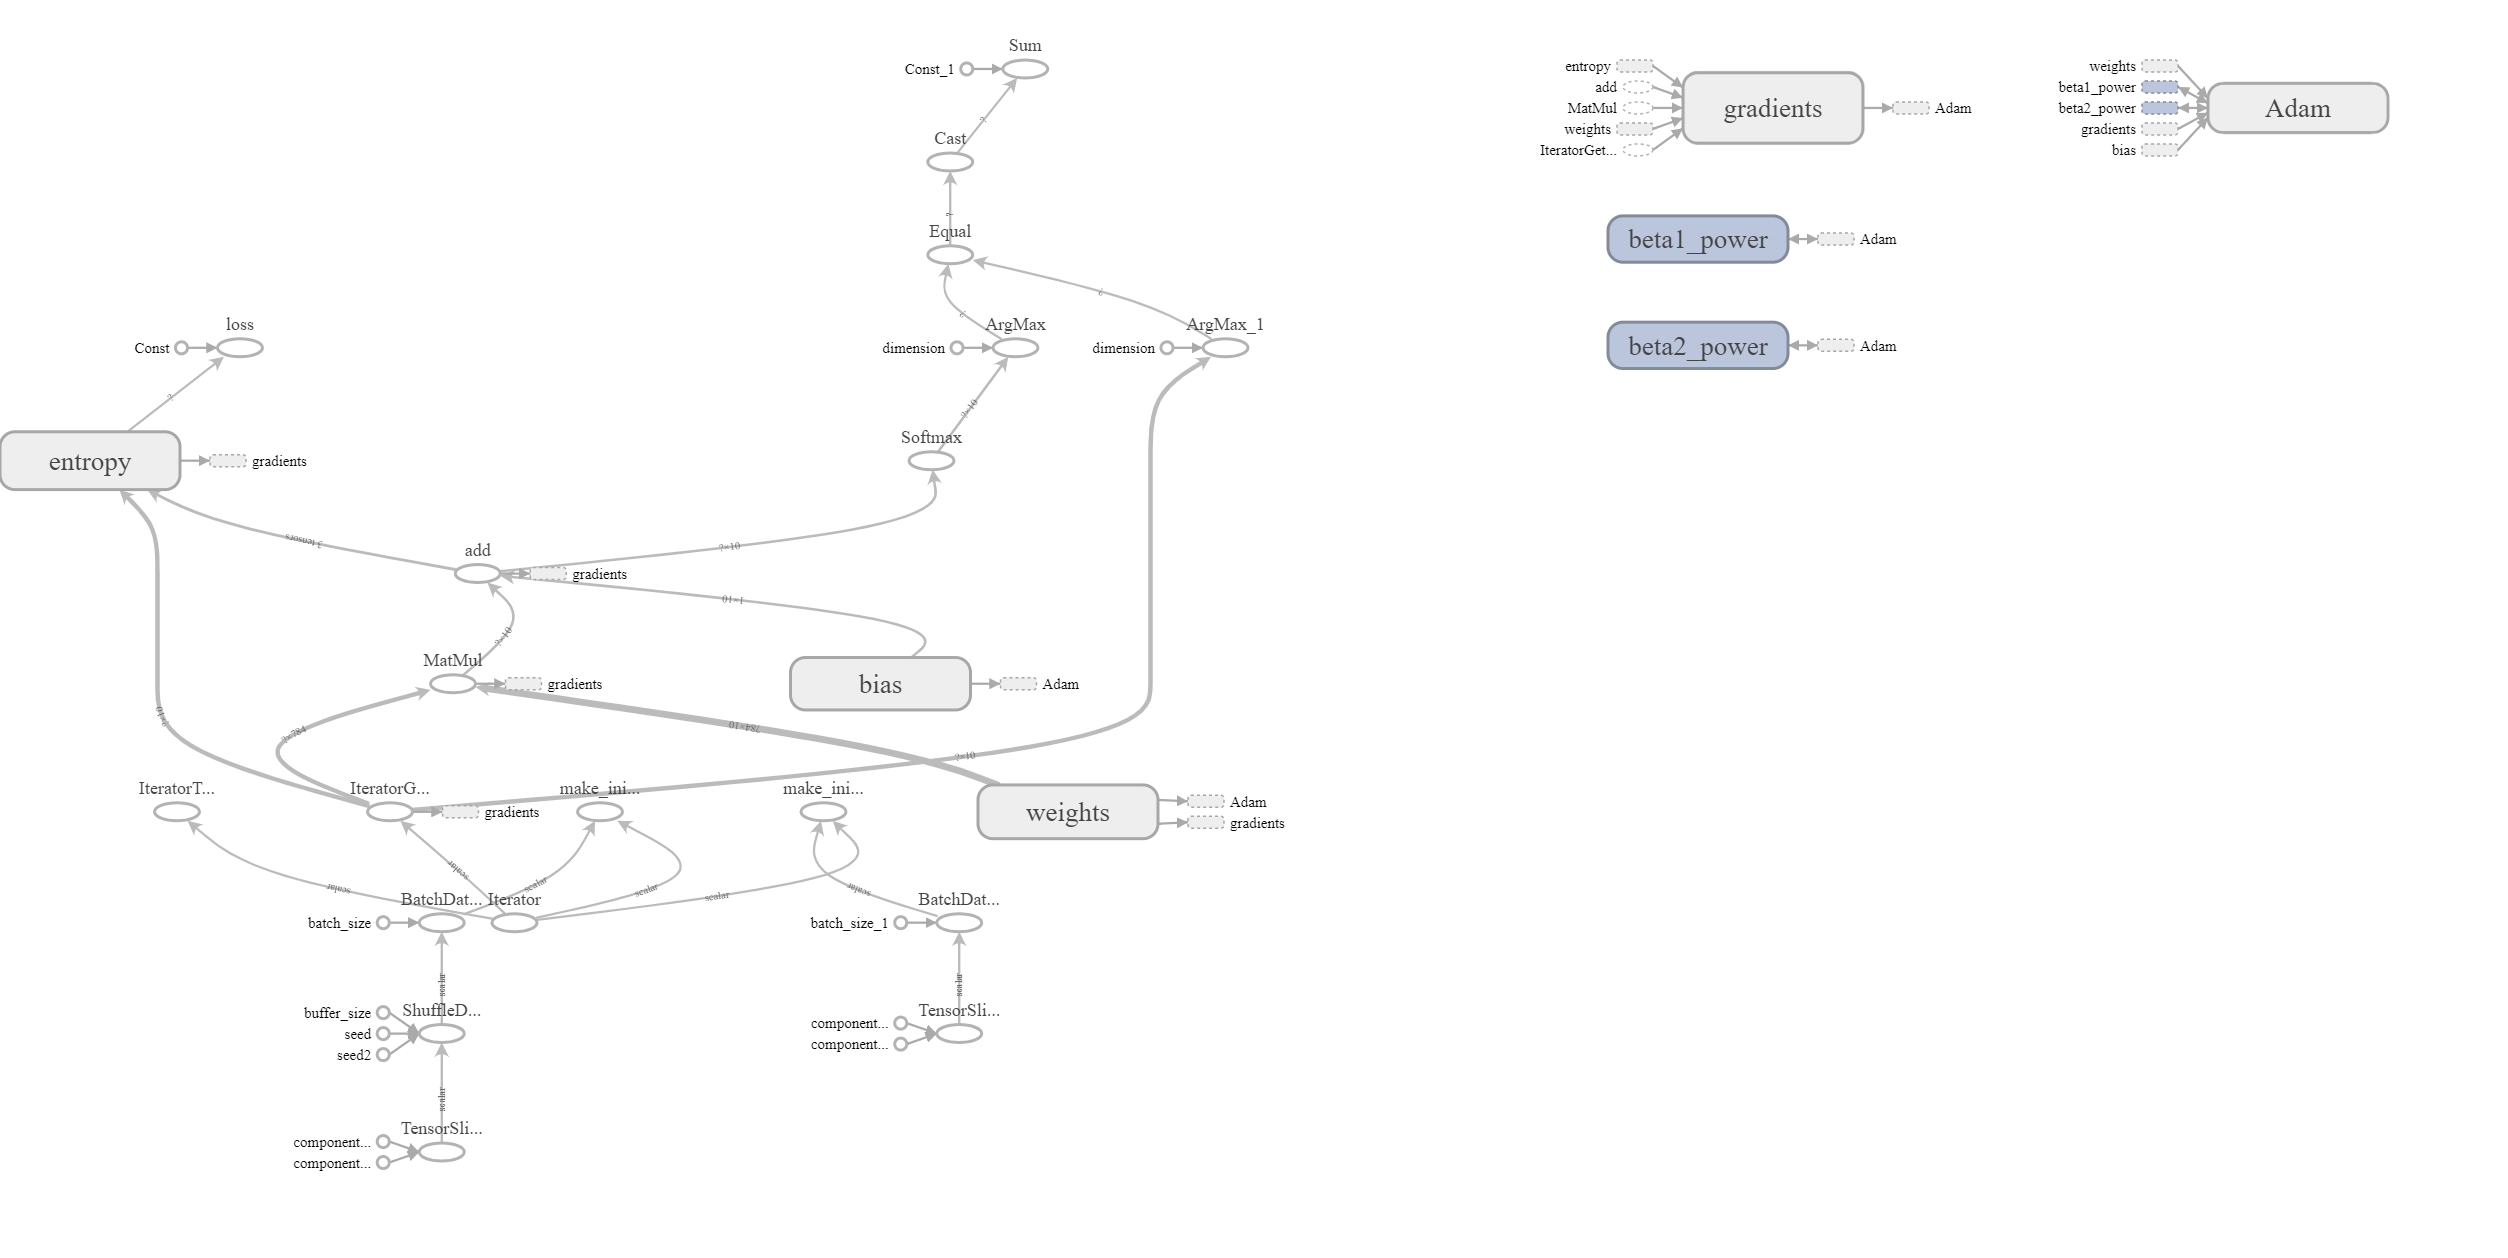 Sum
Const_1
Cast
?
Equal
?
?
?
loss
Const
ArgMax
dimension
ArgMax_1
dimension
?
?×10
Softmax
entropy
gradients
3 tensors
?×10
add
gradients
1×10
?×10
MatMul
gradients
bias
Adam
?×10
?×784
784×10
?×10
IteratorT...
IteratorG...
gradients
make_ini...
make_ini...
weights
Adam
gradients
scalar
scalar
scalar
scalar
scalar
scalar
BatchDat...
batch_size
Iterator
BatchDat...
batch_size_1
scalar
scalar
ShuffleD...
buffer_size
seed
seed2
TensorSli...
component...
component...
scalar
TensorSli...
component...
component...
entropy
add
MatMul
weights
IteratorGet...
gradients
Adam
weights
beta1_power
beta2_power
gradients
bias
Adam
beta1_power
Adam
beta2_power
Adam